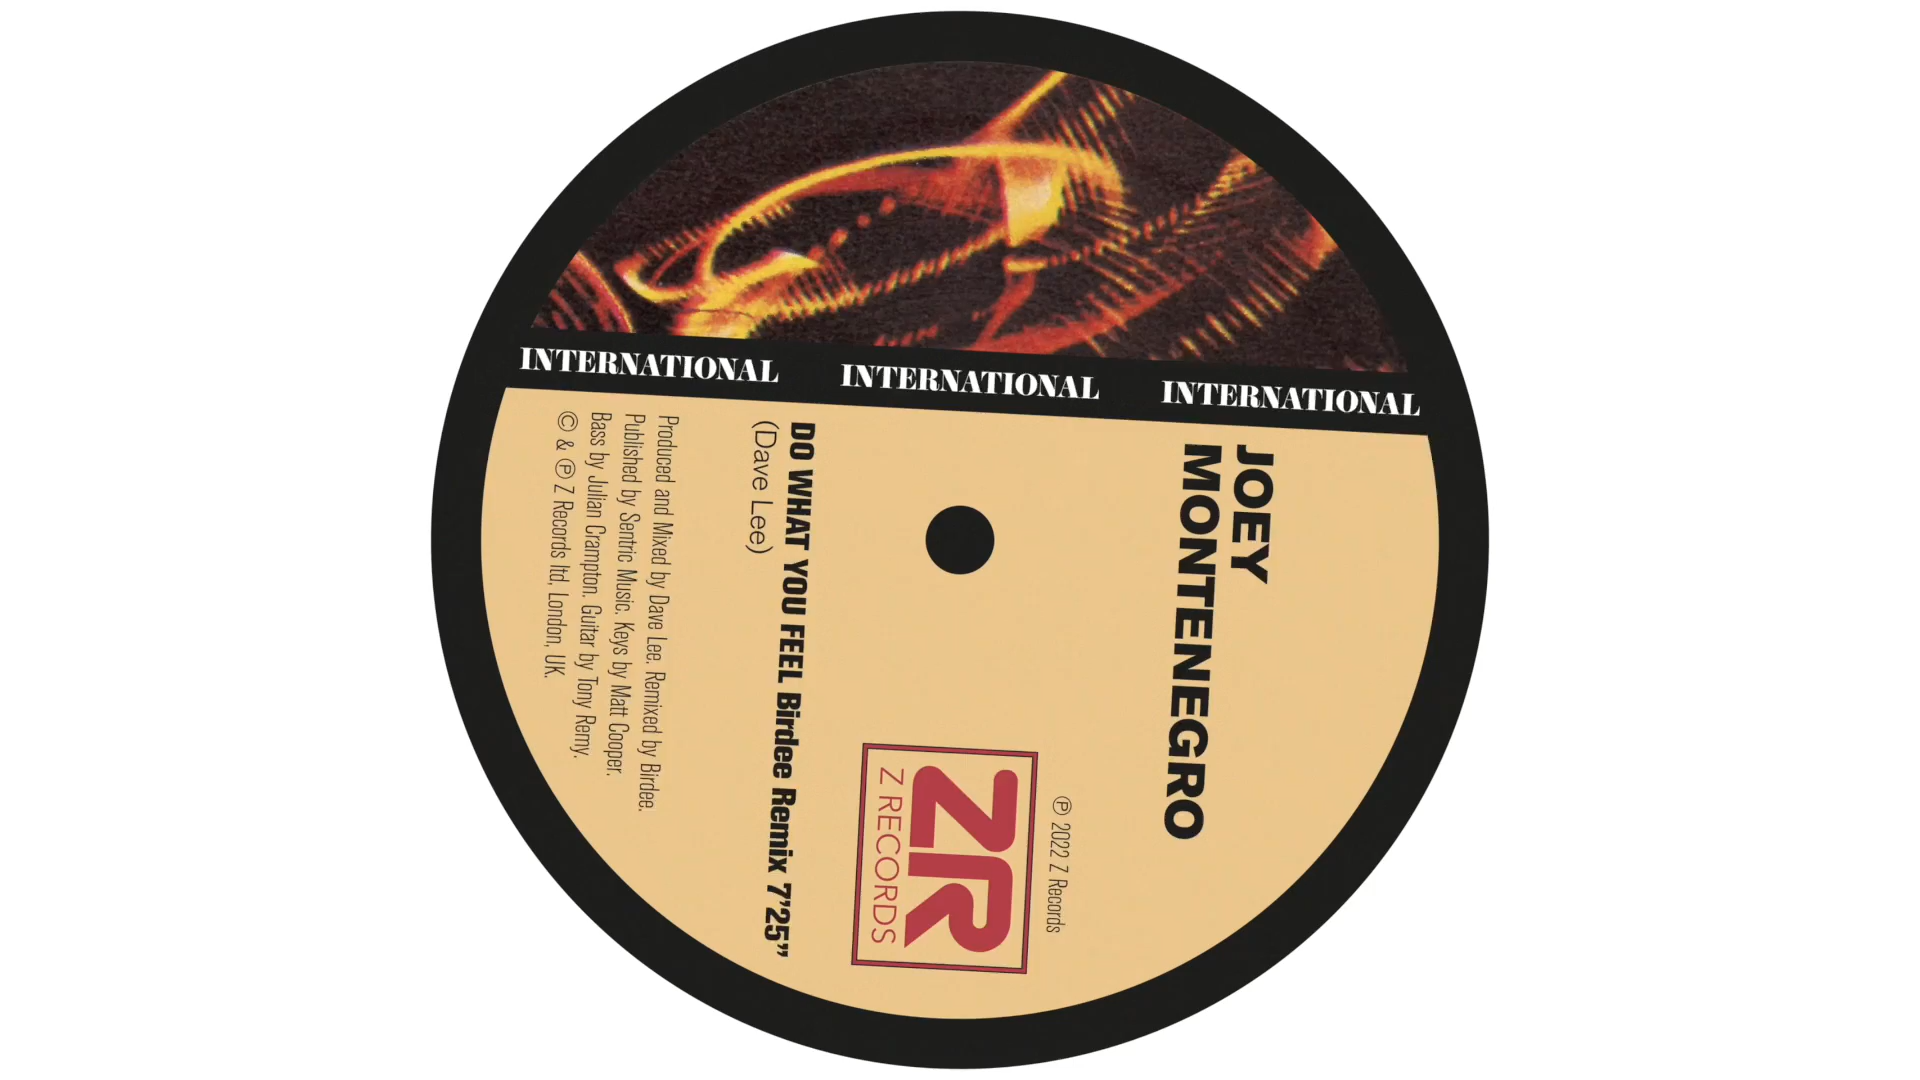 INTERNATIONAL INTERNATIONAL INTERNATIONAL
JOEY
MONTENEGRO
℗ 2022 Z Records
ZR
Z RECORDS
DO WHAT YOU FEEL Birdee Remix 7’25”
(Dave Lee)
Produced and Mixed by Dave Lee. Remixed by Birdee.
Published by Sentric Music. Keys by Matt Cooper.
Bass by Julian Crampton. Guitar by Tony Remy.
© & ℗ Z Records ltd, London, UK.